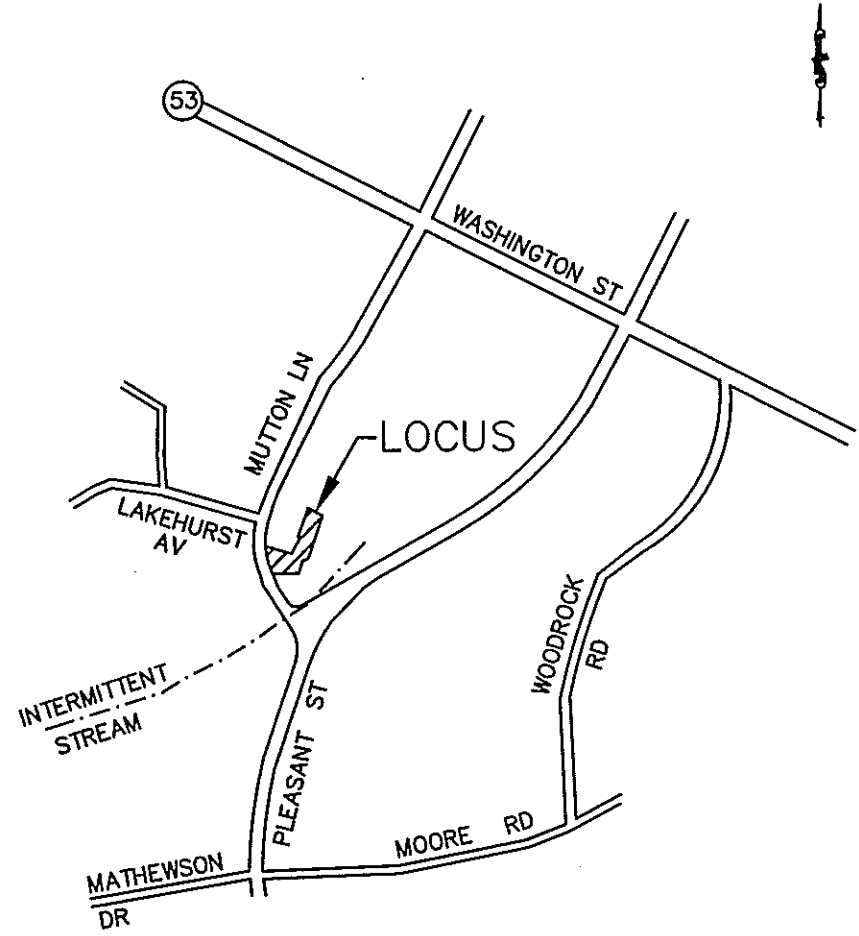 53
WASHINGTON ST
MUTTON LN
LOCUS
LAKEHURST
AV
WOODROCK
RD
INTERMITTENT
STREAM
PLEASANT ST
MOORE RD
MATHEWSON
DR